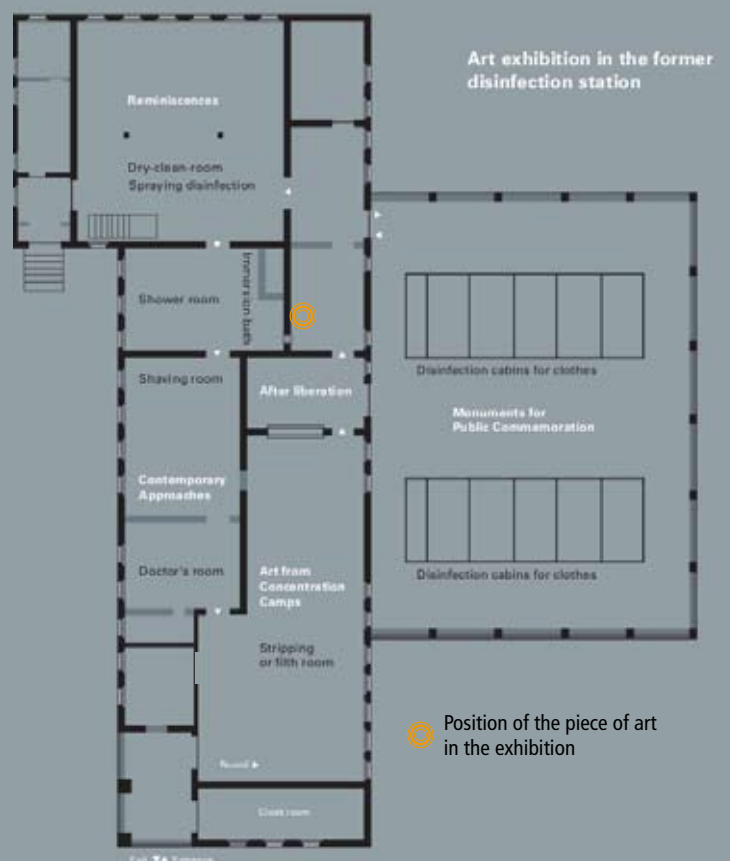 Art exhibition in the former
disinfection station
Reminiscences
Dry-clean-room
Spraying disinfection
Shower room
Immersion bath
Shaving room
After liberation
Disinfection cabins for clothes
Monuments for
Public Commemoration
Contemporary
Approaches
Doctor's room
Art from
Concentration
Camps
Disinfection cabins for clothes
Stripping
or filth room
Position of the piece of art
in the exhibition
Round
Cloak room